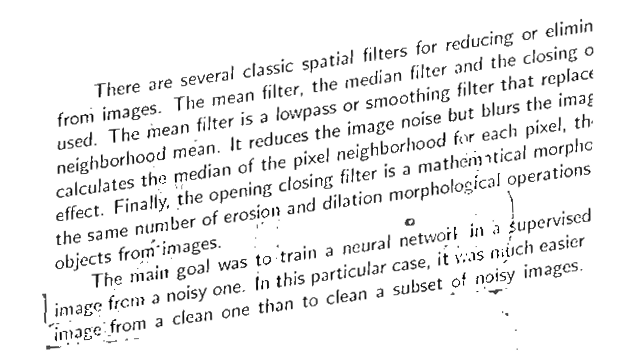 There are several classic spatial filters for reducing or elimin
from images. The mean filter, the median filter and the closing o
used. The mean filter is a lowpass or smoothing filter that replace
neighborhood mean. It reduces the image noise but blurs the imag
calculates the median of the pixel neighborhood for each pixel, th
effect. Finally, the opening closing filter is a mathematical morpho
the same number of erosion and dilation morphological operations
objects from images.
The main goal was to train a neural network in a supervised
image from a noisy one. In this particular case, it was much easier
image from a clean one than to clean a subset of noisy images.